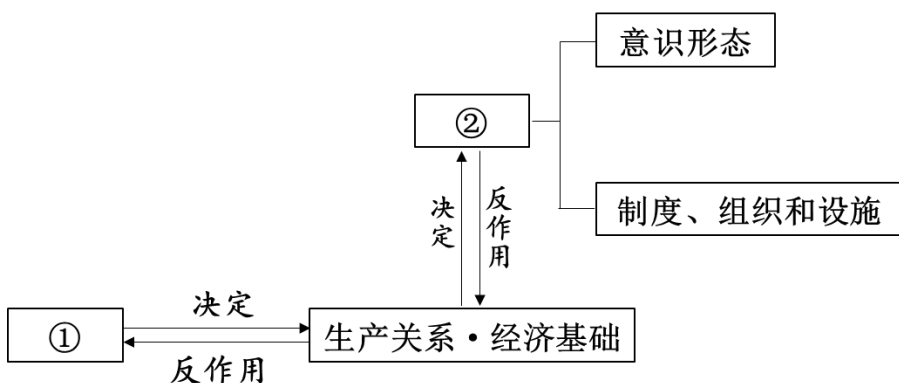 意识形态
②
决定
反作用
制度、组织和设施
决定
①
生产关系·经济基础
反作用